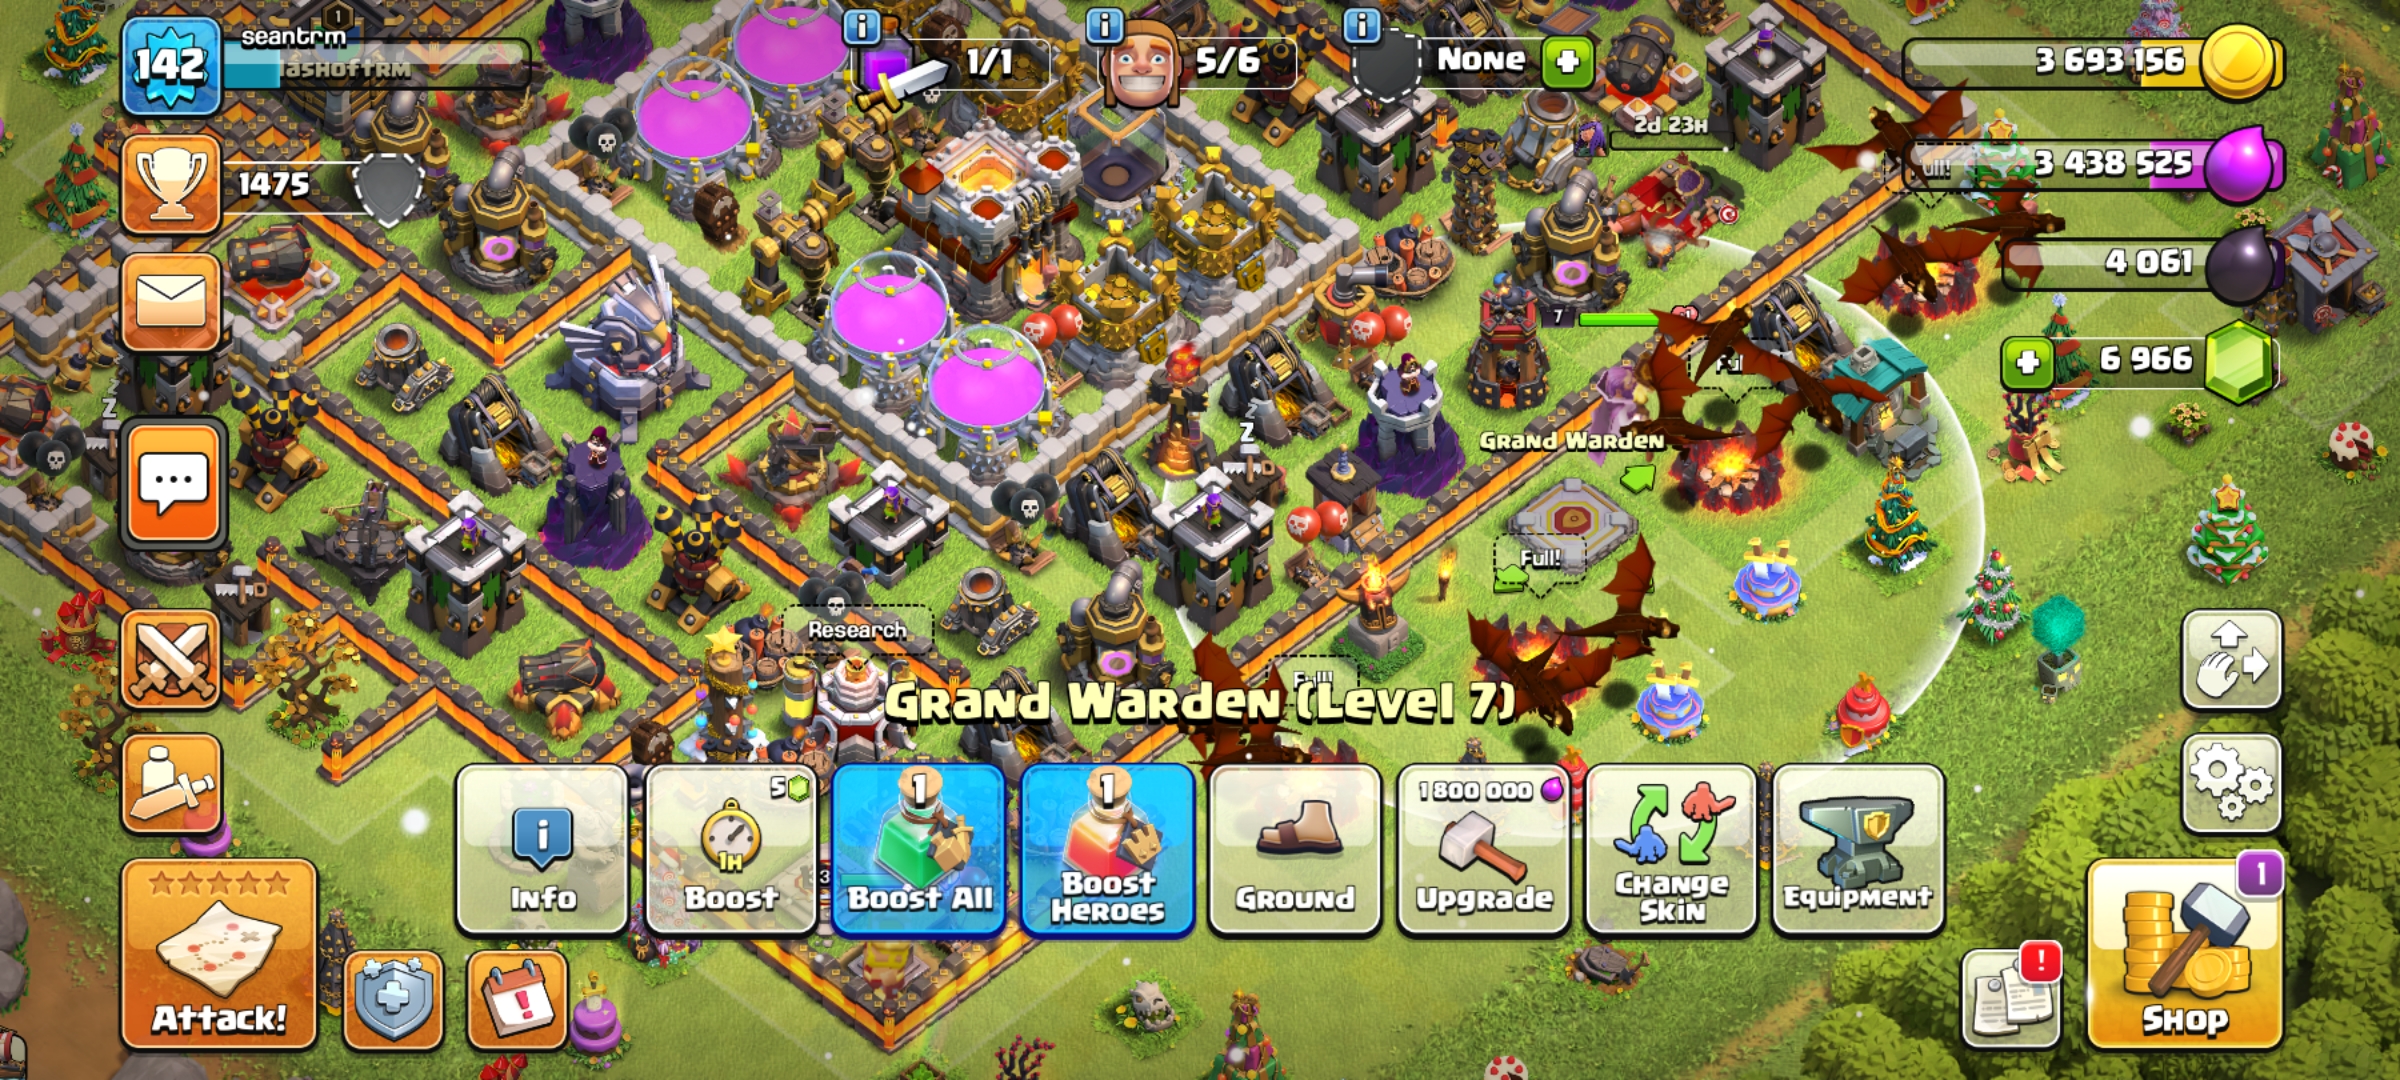 142
seantrm
1/1
5/6
None
3 693 156
1475
2d 23h
3 438 525
4 061
6 966
7
Grand Warden
Full!
Research
Grand Warden (Level 7)
Info
5
1H
Boost
1
Boost All
1
Boost
Heroes
Ground
1 800 000
Upgrade
Change
Skin
Equipment
Attack!
1
Shop